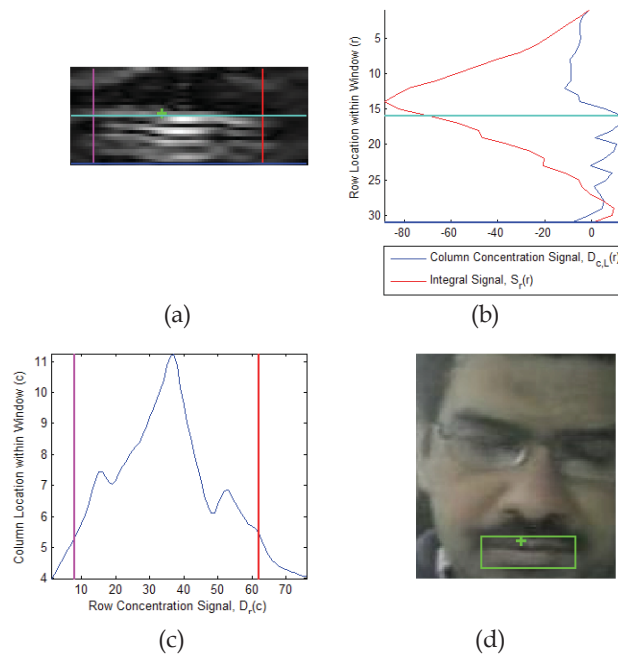 5
10
15
20
25
30
Row Location within Window (r)
-80 -60 -40 -20 0
Column Concentration Signal, D_c,L(r)
Integral Signal, S_r(r)
(a) (b)
11
10
9
8
7
6
5
4
Column Location within Window (c)
10 20 30 40 50 60 70
Row Concentration Signal, D_r(c)
(c) (d)